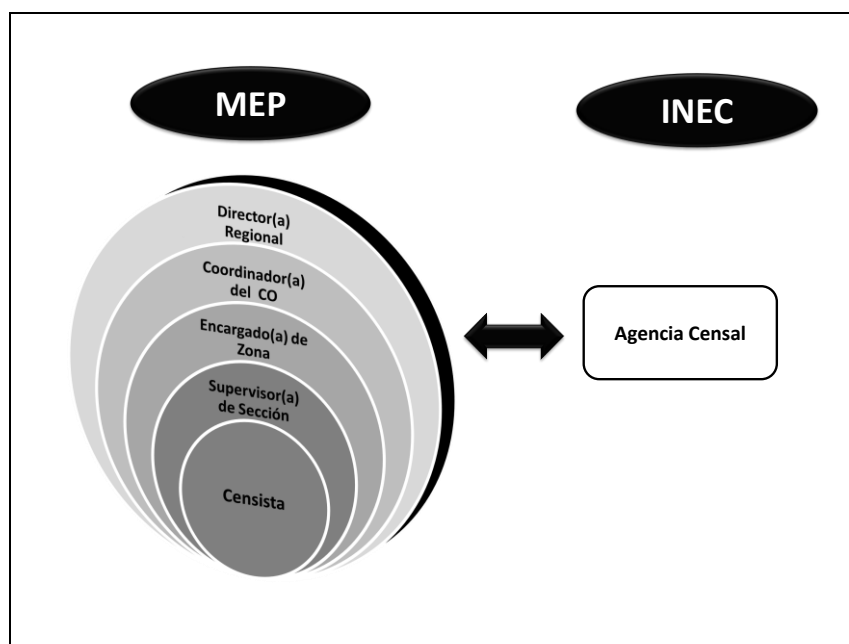 MEP
INEC
Director(a)
Regional
Coordinador(a)
del CO
Encargado(a) de
Zona
Supervisor(a)
de Sección
Censista
Agencia Censal